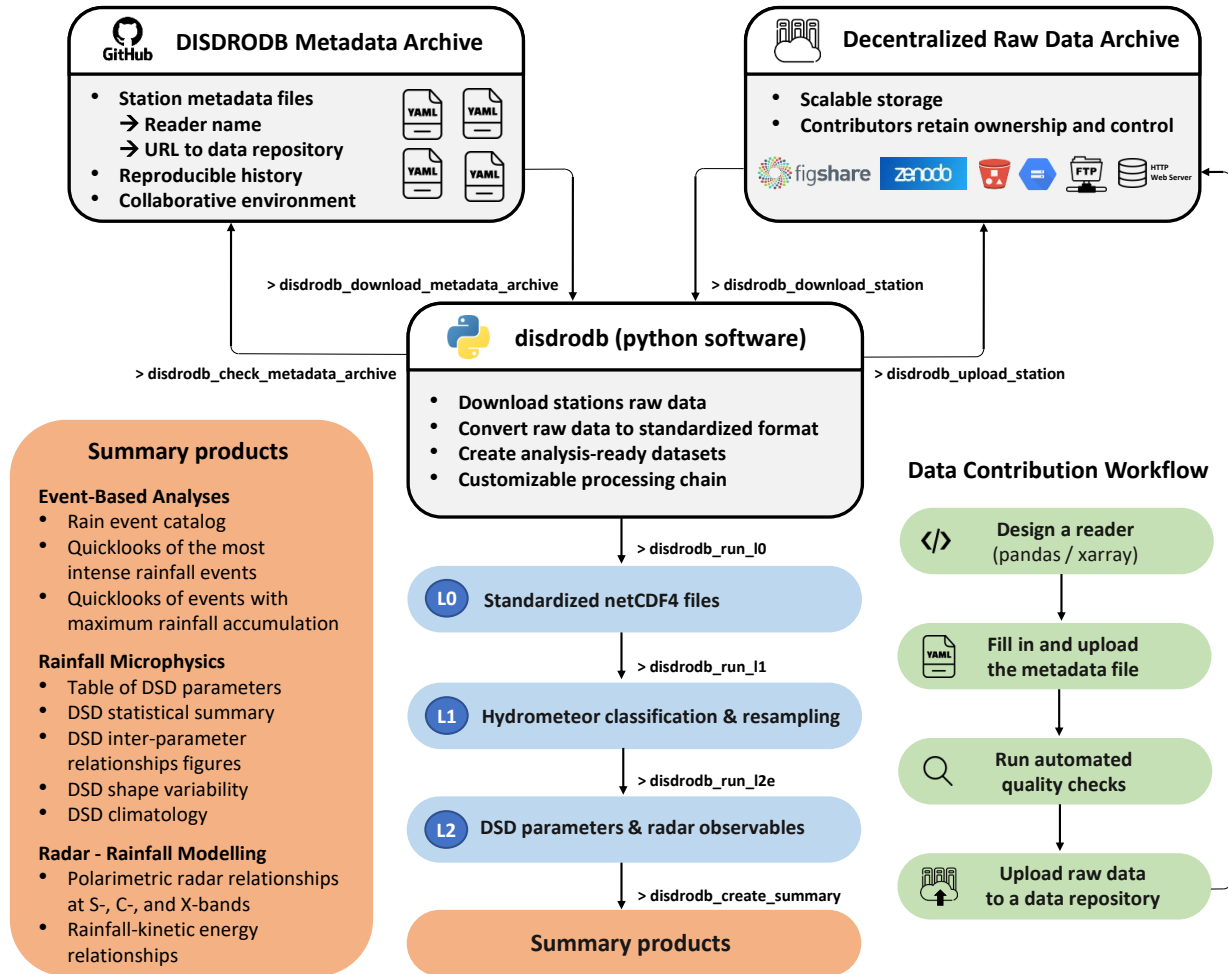 GitHub
DISDRODB Metadata Archive
• Station metadata files
→ Reader name
→ URL to data repository
• Reproducible history
• Collaborative environment
YAML
YAML
YAML
YAML
Decentralized Raw Data Archive
• Scalable storage
• Contributors retain ownership and control
figshare
zenodo
FTP
HTTP
Web Server
> disdrodb_download_metadata_archive
> disdrodb_download_station
disdrodb (python software)
> disdrodb_check_metadata_archive
> disdrodb_upload_station
• Download stations raw data
• Convert raw data to standardized format
• Create analysis-ready datasets
• Customizable processing chain
Summary products
Event-Based Analyses
• Rain event catalog
• Quicklooks of the most
intense rainfall events
• Quicklooks of events with
maximum rainfall accumulation
Rainfall Microphysics
• Table of DSD parameters
• DSD statistical summary
• DSD inter-parameter
relationships figures
• DSD shape variability
• DSD climatology
Radar - Rainfall Modelling
• Polarimetric radar relationships
at S-, C-, and X-bands
• Rainfall-kinetic energy
relationships
> disdrodb_run_l0
L0
Standardized netCDF4 files
> disdrodb_run_l1
L1
Hydrometeor classification & resampling
> disdrodb_run_l2e
L2
DSD parameters & radar observables
> disdrodb_create_summary
Summary products
Data Contribution Workflow
</>
Design a reader
(pandas / xarray)
YAML
Fill in and upload
the metadata file
Run automated
quality checks
Upload raw data
to a data repository